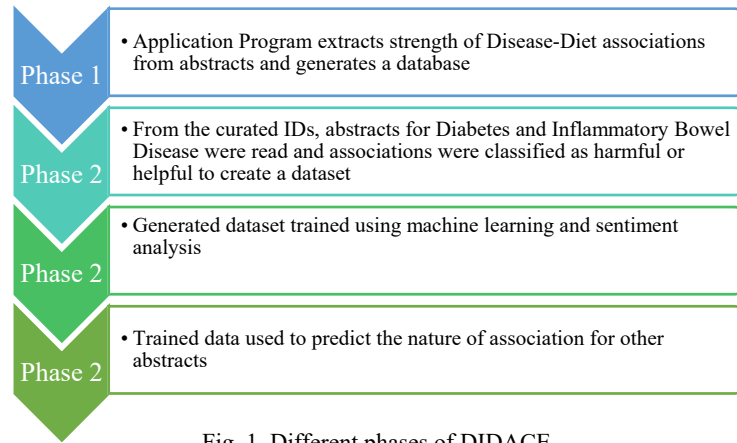 Phase 1
• Application Program extracts strength of Disease-Diet associations
from abstracts and generates a database
Phase 2
• From the curated IDs, abstracts for Diabetes and Inflammatory Bowel
Disease were read and associations were classified as harmful or
helpful to create a dataset
Phase 2
• Generated dataset trained using machine learning and sentiment
analysis
Phase 2
• Trained data used to predict the nature of association for other
abstracts
Fig. 1. Different phases of DIDACE